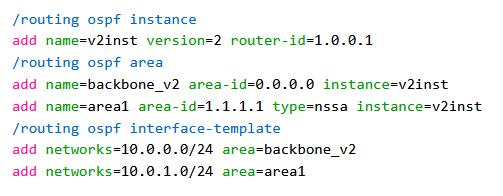 /routing ospf instance
add name=v2inst version=2 router-id=1.0.0.1
/routing ospf area
add name=backbone_v2 area-id=0.0.0.0 instance=v2inst
add name=area1 area-id=1.1.1.1 type=nssa instance=v2inst
/routing ospf interface-template
add networks=10.0.0.0/24 area=backbone_v2
add networks=10.0.1.0/24 area=area1